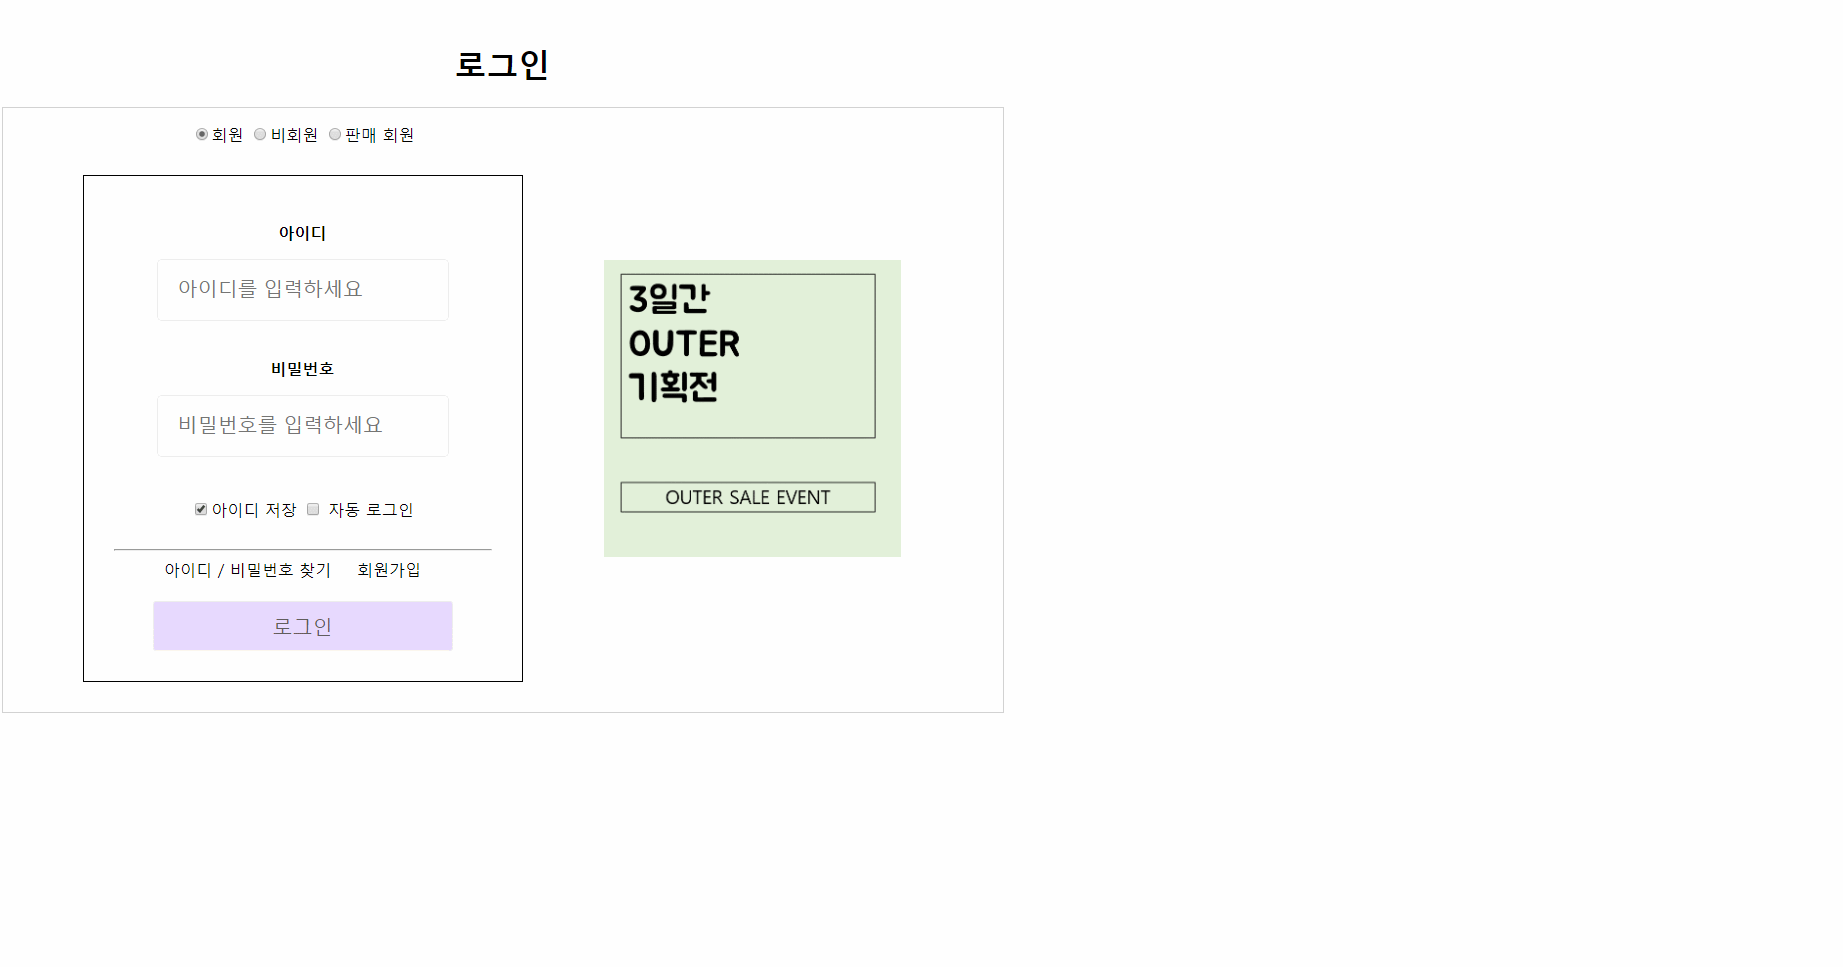 로그인
회원 비회원 판매 회원
아이디
아이디를 입력하세요
비밀번호
비밀번호를 입력하세요
아이디 저장 자동 로그인
아이디 / 비밀번호 찾기 회원가입
로그인
3일간
OUTER
기획전
OUTER SALE EVENT